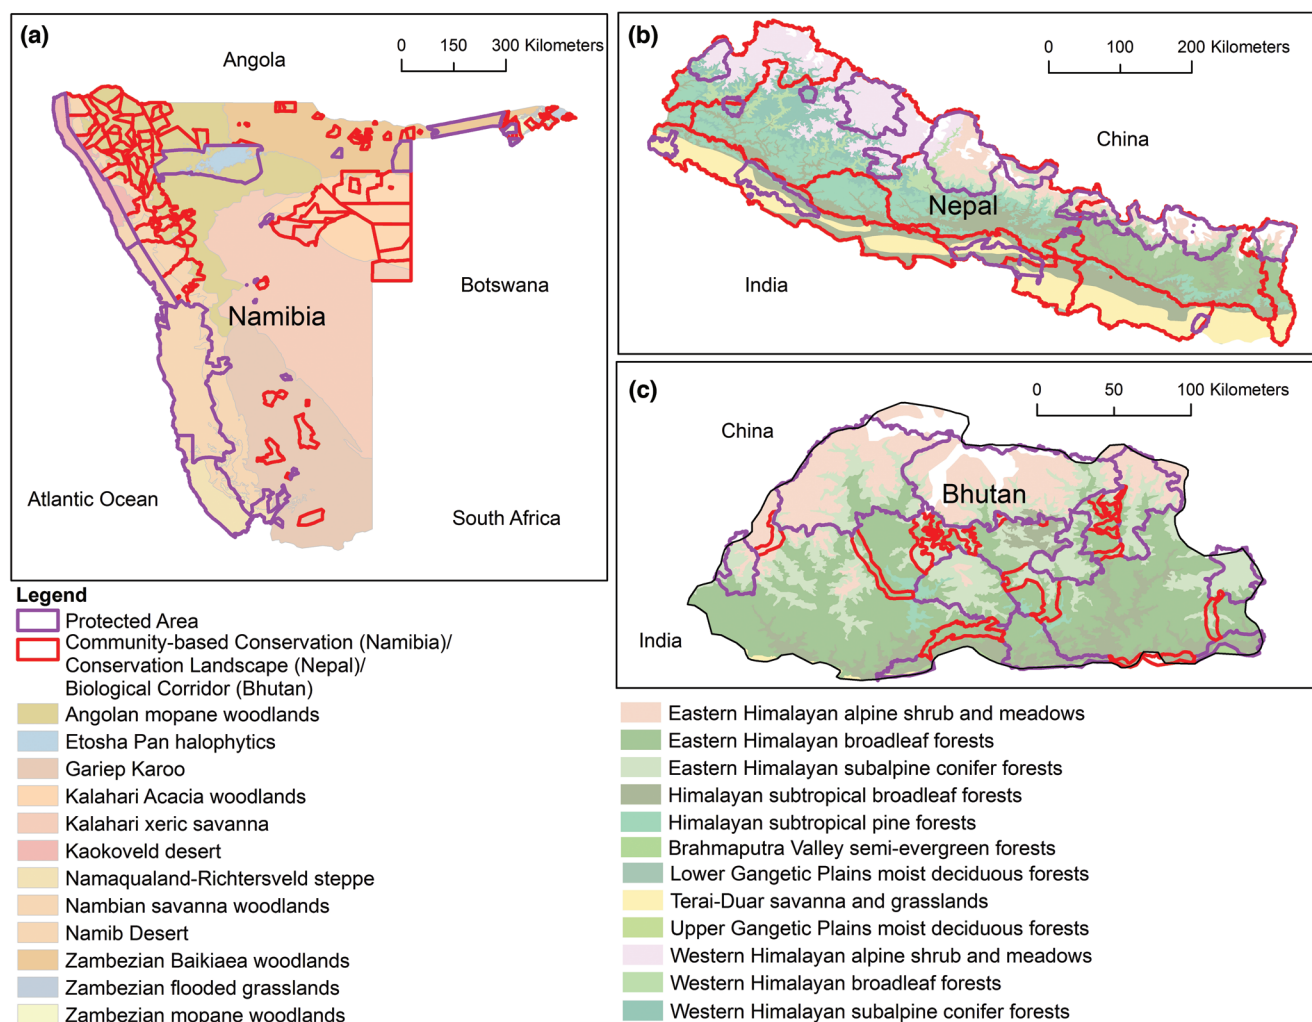 (a)
0 150 300 Kilometers
Angola
Namibia
Botswana
Atlantic Ocean
South Africa
(b)
0 100 200 Kilometers
China
Nepal
India
(c)
0 50 100 Kilometers
China
Bhutan
India
Legend
Protected Area
Community-based Conservation (Namibia)/
Conservation Landscape (Nepal)/
Biological Corridor (Bhutan)
Angolan mopane woodlands
Etosha Pan halophytics
Gariep Karoo
Kalahari Acacia woodlands
Kalahari xeric savanna
Kaokoveld desert
Namaqualand-Richtersveld steppe
Nambian savanna woodlands
Namib Desert
Zambezian Baikiaea woodlands
Zambezian flooded grasslands
Zambezian mopane woodlands
Eastern Himalayan alpine shrub and meadows
Eastern Himalayan broadleaf forests
Eastern Himalayan subalpine conifer forests
Himalayan subtropical broadleaf forests
Himalayan subtropical pine forests
Brahmaputra Valley semi-evergreen forests
Lower Gangetic Plains moist deciduous forests
Terai-Duar savanna and grasslands
Upper Gangetic Plains moist deciduous forests
Western Himalayan alpine shrub and meadows
Western Himalayan broadleaf forests
Western Himalayan subalpine conifer forests